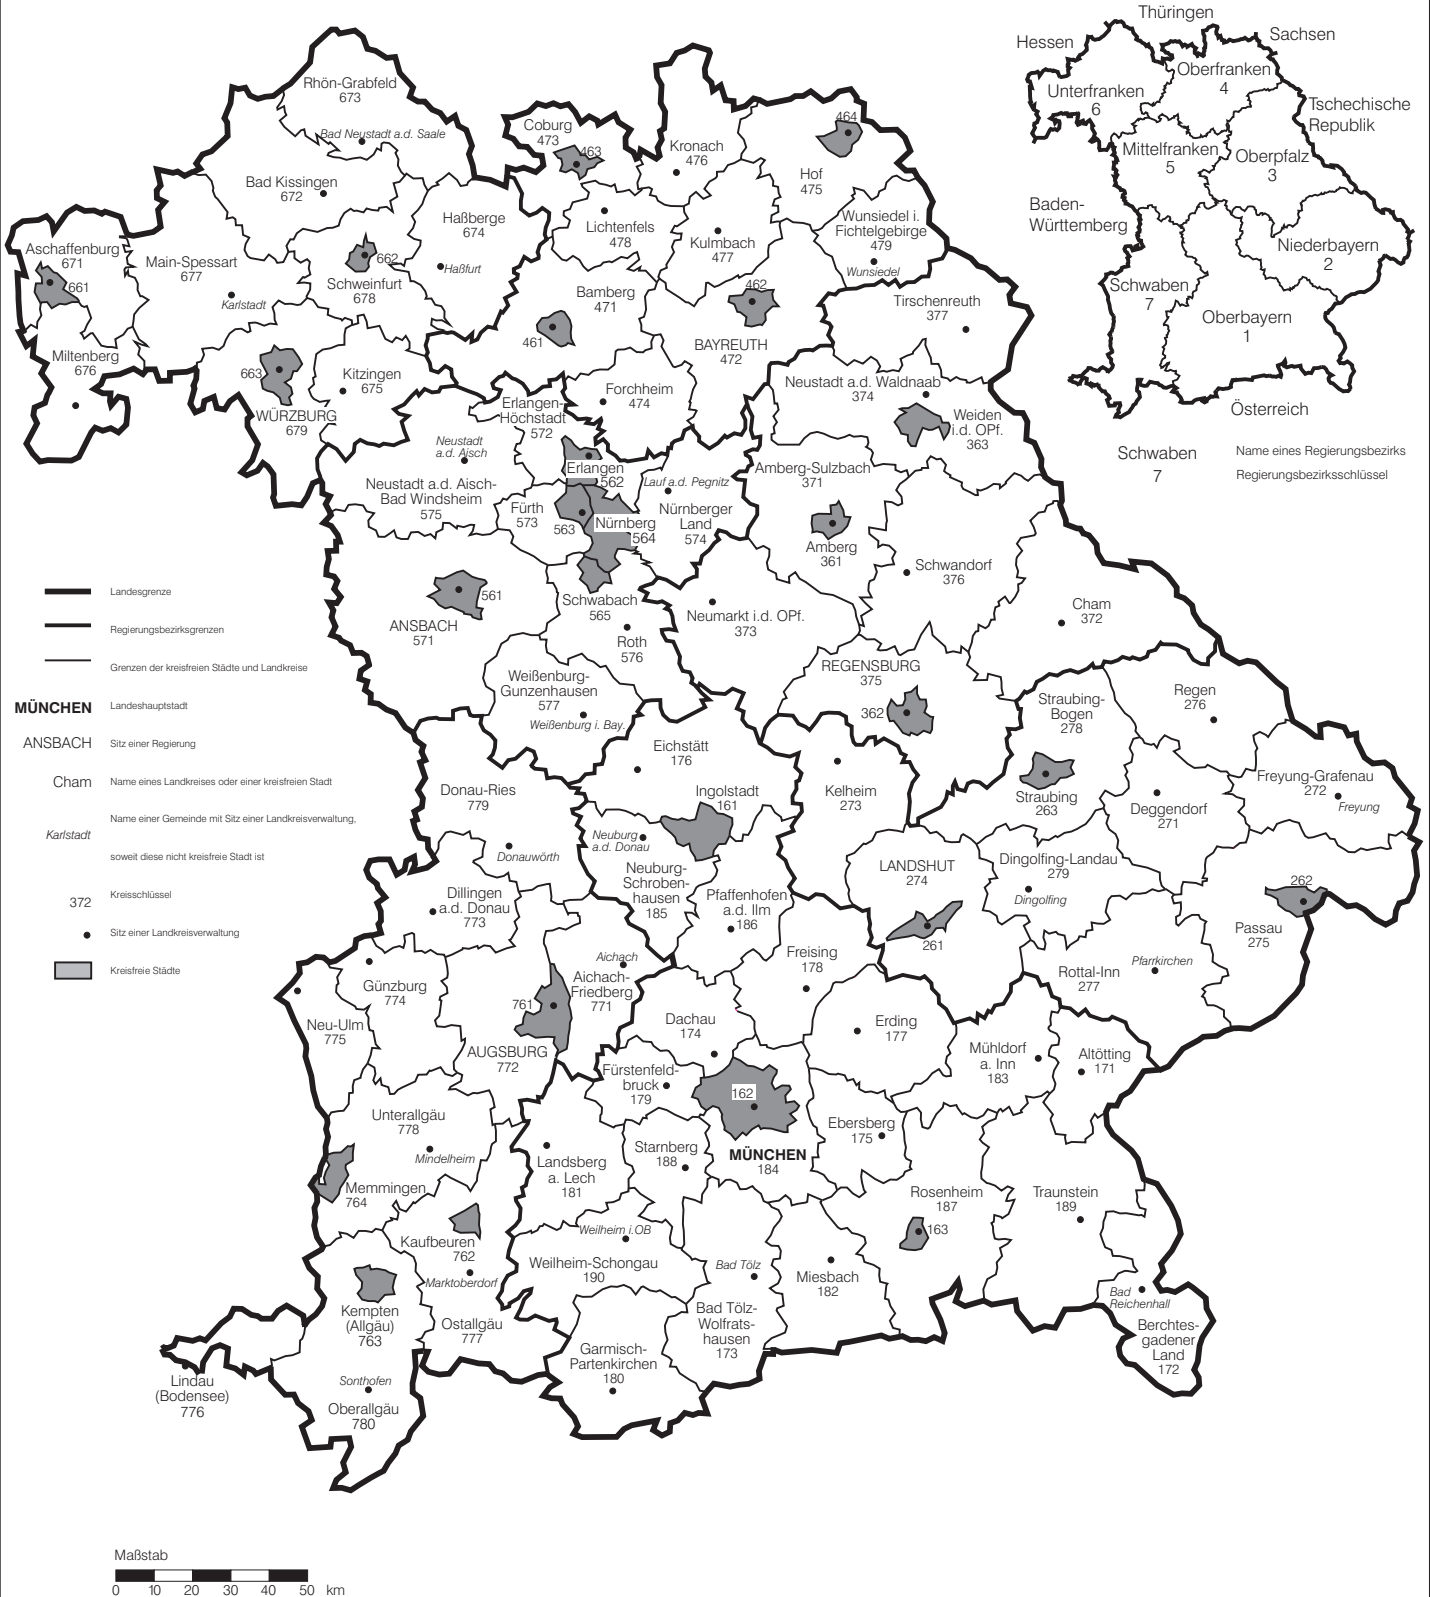 Thüringen
Hessen
Sachsen
Oberfranken
4
Unterfranken
6
Tschechische
Republik
Mittelfranken
5
Oberpfalz
3
Baden-
Württemberg
Niederbayern
2
Schwaben
7
Oberbayern
1
Österreich
Schwaben
7
Name eines Regierungsbezirks
Regierungsbezirksschlüssel
Rhön-Grabfeld
673
Bad Neustadt a.d. Saale
Bad Kissingen
672
Coburg
473
463
Kronach
476
464
Hof
475
Haßberge
674
Haßfurt
Lichtenfels
478
Kulmbach
477
Wunsiedel i.
Fichtelgebirge
479
Wunsiedel
Aschaffenburg
671
661
Main-Spessart
677
Karlstadt
662
Schweinfurt
678
Bamberg
471
461
462
BAYREUTH
472
Tirschenreuth
377
Miltenberg
676
663
WÜRZBURG
679
Kitzingen
675
Forchheim
474
Erlangen-
Höchstadt
572
Neustadt a.d. Waldnaab
374
Weiden
i.d. OPf.
363
Neustadt
a.d. Aisch
Neustadt a.d. Aisch-
Bad Windsheim
575
Erlangen
562
Lauf a.d. Pegnitz
Nürnberger
Land
574
Amberg-Sulzbach
371
Amberg
361
Fürth
573
563
Nürnberg
564
Schwandorf
376
Cham
372
561
ANSBACH
571
Schwabach
565
Roth
576
Neumarkt i.d. OPf.
373
Weißenburg-
Gunzenhausen
577
Weißenburg i. Bay.
REGENSBURG
375
362
Straubing-
Bogen
278
Regen
276
Straubing
263
Deggendorf
271
Freyung-Grafenau
272
Freyung
Eichstätt
176
Ingolstadt
161
Kelheim
273
Donau-Ries
779
Donauwörth
Neuburg
a.d. Donau
Neuburg-
Schroben-
hausen
185
Pfaffenhofen
a.d. Ilm
186
LANDSHUT
274
261
Dingolfing-Landau
279
Dingolfing
262
Passau
275
Rottal-Inn
277
Pfarrkirchen
Dillingen
a.d. Donau
773
Günzburg
774
Neu-Ulm
775
Aichach
Aichach-
Friedberg
771
761
AUGSBURG
772
Freising
178
Dachau
174
Erding
177
Mühldorf
a. Inn
183
Altötting
171
Fürstenfeld-
bruck
179
162
MÜNCHEN
184
Ebersberg
175
Unterallgäu
778
Mindelheim
Memmingen
764
Landsberg
a. Lech
181
Starnberg
188
Rosenheim
187
163
Traunstein
189
Kaufbeuren
762
Marktoberdorf
Weilheim i.OB
Weilheim-Schongau
190
Bad Tölz
Bad Tölz-
Wolfrats-
hausen
173
Miesbach
182
Bad
Reichenhall
Berchtes-
gadener
Land
172
Kempten
(Allgäu)
763
Ostallgäu
777
Garmisch-
Partenkirchen
180
Lindau
(Bodensee)
776
Sonthofen
Oberallgäu
780
Landesgrenze
Regierungsbezirksgrenzen
Grenzen der kreisfreien Städte und Landkreise
MÜNCHEN Landeshauptstadt
ANSBACH Sitz einer Regierung
Cham Name eines Landkreises oder einer kreisfreien Stadt
Name einer Gemeinde mit Sitz einer Landkreisverwaltung,
Karlstadt
soweit diese nicht kreisfreie Stadt ist
372 Kreisschlüssel
Sitz einer Landkreisverwaltung
Kreisfreie Städte
Maßstab
0 10 20 30 40 50 km